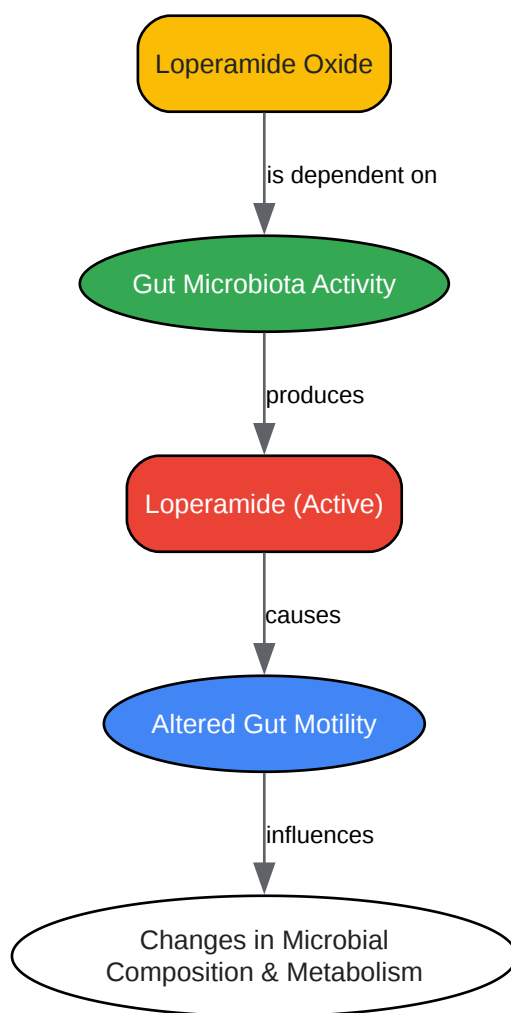 Loperamide Oxide
is dependent on
Gut Microbiota Activity
produces
Loperamide (Active)
causes
Altered Gut Motility
influences
Changes in Microbial
Composition & Metabolism